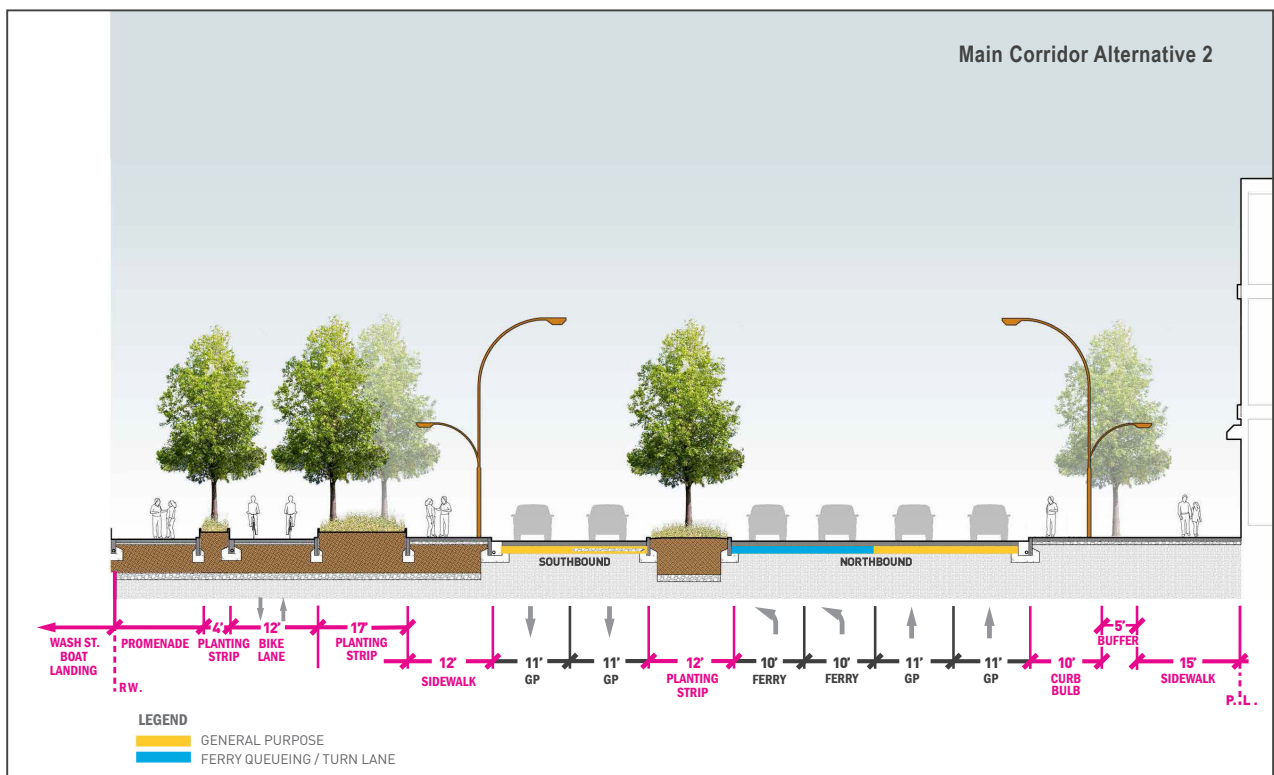 Main Corridor Alternative 2
SOUTHBOUND
NORTHBOUND
4' 12' 17' 5'
WASH ST. BOAT LANDING
PROMENADE
PLANTING STRIP
BIKE LANE
PLANTING STRIP
BUFFER
RW.
12' 11' 11' 12' 10' 10' 11' 11' 10' 15'
SIDEWALK
GP
GP
PLANTING STRIP
FERRY
FERRY
GP
GP
CURB BULB
SIDEWALK
P.L.
LEGEND
GENERAL PURPOSE
FERRY QUEUEING / TURN LANE